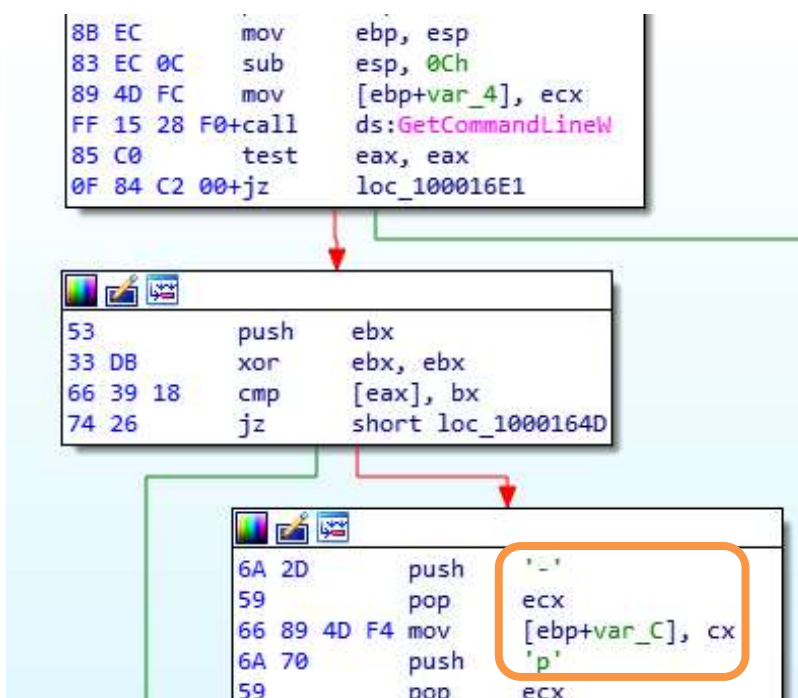 8B EC mov ebp, esp
83 EC 0C sub esp, 0Ch
89 4D FC mov [ebp+var_4], ecx
FF 15 28 F0+call ds:GetCommandLineW
85 C0 test eax, eax
0F 84 C2 00+jz loc_100016E1
53 push ebx
33 DB xor ebx, ebx
66 39 18 cmp [eax], bx
74 26 jz short loc_1000164D
6A 2D push '-'
59 pop ecx
66 89 4D F4 mov [ebp+var_C], cx
6A 70 push 'p'
59 pop ecx